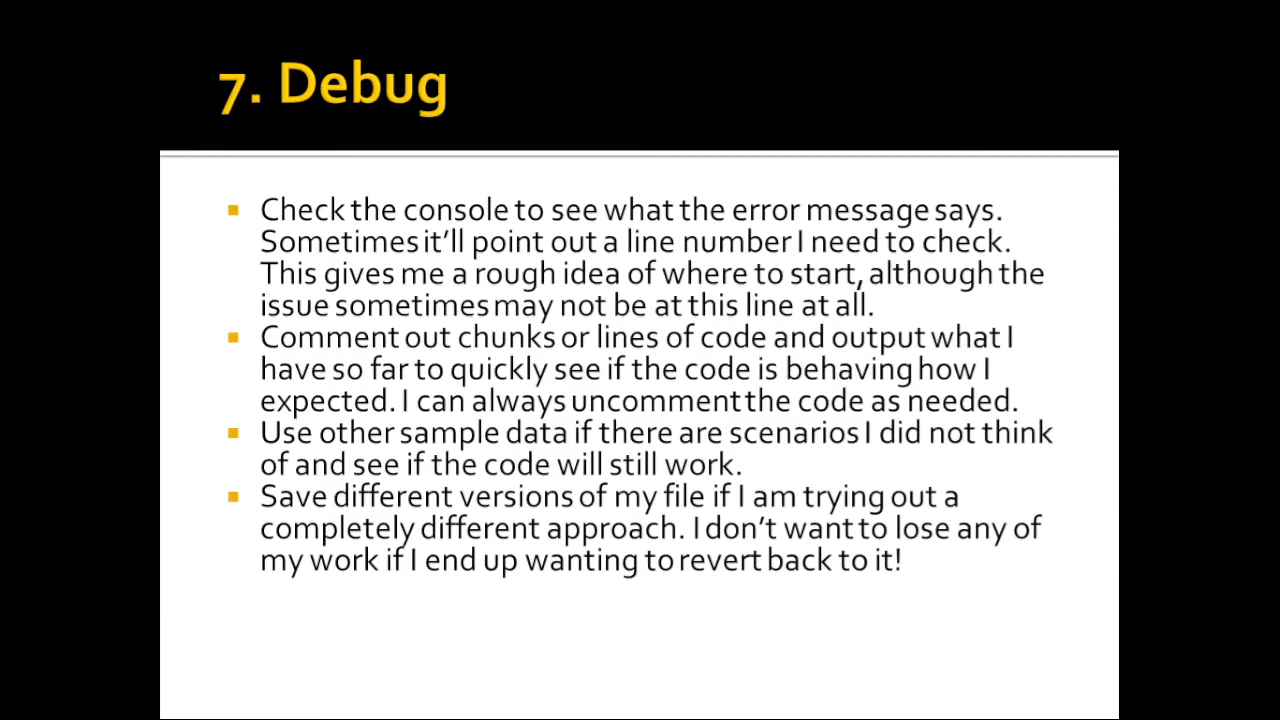 7. Debug
Check the console to see what the error message says.
Sometimes it'll point out a line number I need to check.
This gives me a rough idea of where to start, although the
issue sometimes may not be at this line at all.
Comment out chunks or lines of code and output what I
have so far to quickly see if the code is behaving how I
expected. I can always uncomment the code as needed.
Use other sample data if there are scenarios I did not think
of and see if the code will still work.
Save different versions of my file if I am trying out a
completely different approach. I don't want to lose any of
my work if I end up wanting to revert back to it!